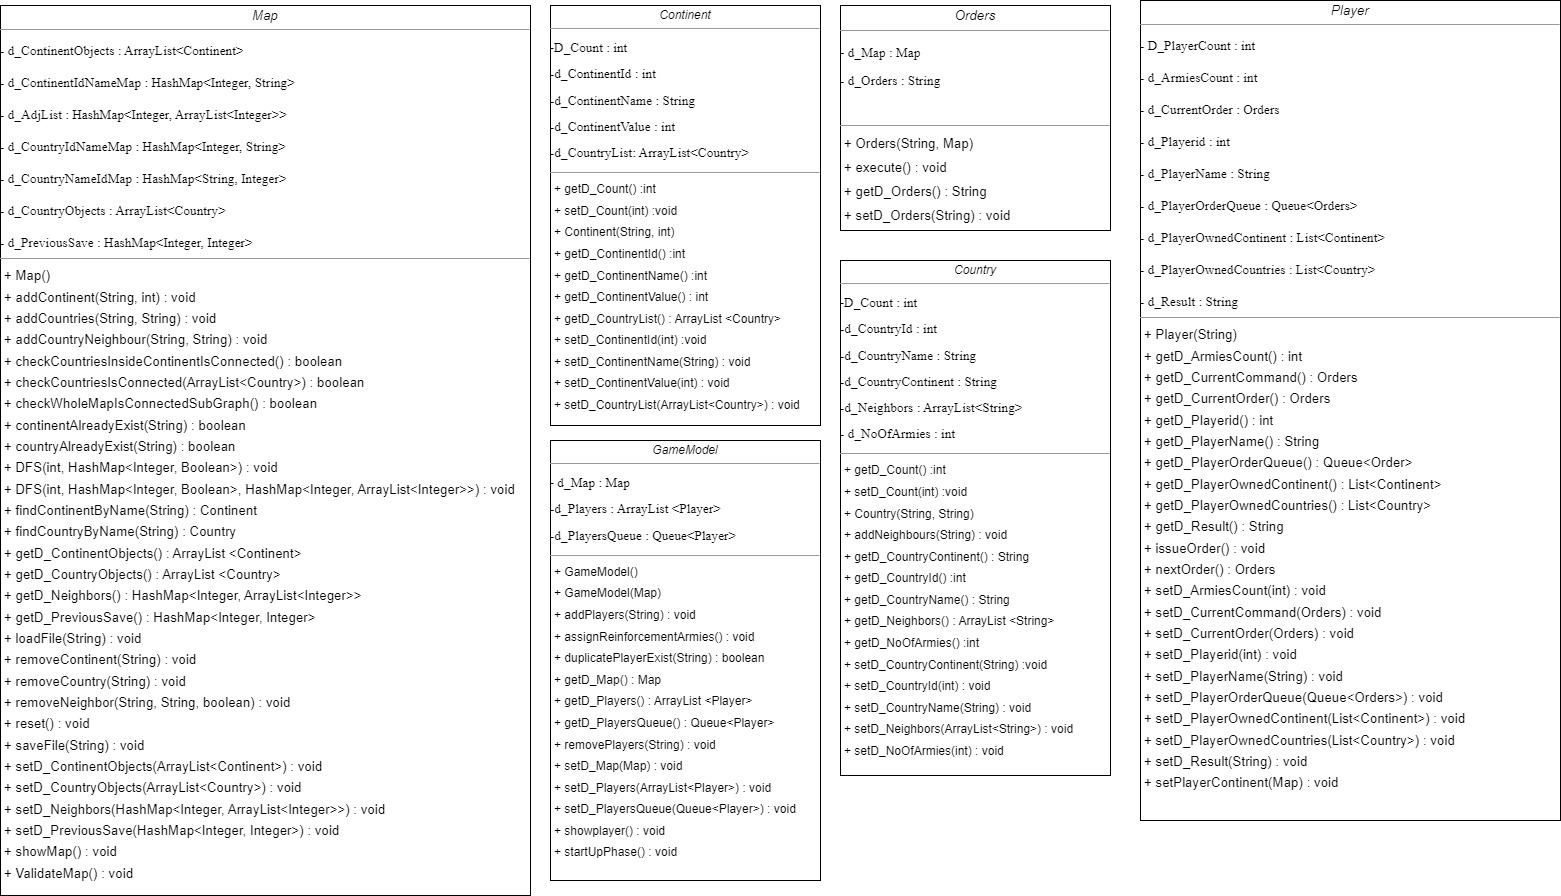 Map
- d_ContinentObjects : ArrayList<Continent>
- d_ContinentIdNameMap : HashMap<Integer, String>
- d_AdjList : HashMap<Integer, ArrayList<Integer>>
- d_CountryIdNameMap : HashMap<Integer, String>
- d_CountryNameIdMap : HashMap<String, Integer>
- d_CountryObjects : ArrayList<Country>
- d_PreviousSave : HashMap<Integer, Integer>
+ Map()
+ addContinent(String, int) : void
+ addCountries(String, String) : void
+ addCountryNeighbour(String, String) : void
+ checkCountriesInsideContinentIsConnected() : boolean
+ checkCountriesIsConnected(ArrayList<Country>) : boolean
+ checkWholeMapIsConnectedSubGraph() : boolean
+ continentAlreadyExist(String) : boolean
+ countryAlreadyExist(String) : boolean
+ DFS(int, HashMap<Integer, Boolean>) : void
+ DFS(int, HashMap<Integer, Boolean>, HashMap<Integer, ArrayList<Integer>>) : void
+ findContinentByName(String) : Continent
+ findCountryByName(String) : Country
+ getD_ContinentObjects() : ArrayList <Continent>
+ getD_CountryObjects() : ArrayList <Country>
+ getD_Neighbors() : HashMap<Integer, ArrayList<Integer>>
+ getD_PreviousSave() : HashMap<Integer, Integer>
+ loadFile(String) : void
+ removeContinent(String) : void
+ removeCountry(String) : void
+ removeNeighbor(String, String, boolean) : void
+ reset() : void
+ saveFile(String) : void
+ setD_ContinentObjects(ArrayList<Continent>) : void
+ setD_CountryObjects(ArrayList<Country>) : void
+ setD_Neighbors(HashMap<Integer, ArrayList<Integer>>) : void
+ setD_PreviousSave(HashMap<Integer, Integer>) : void
+ showMap() : void
+ ValidateMap() : void
Continent
-D_Count : int
-d_ContinentId : int
-d_ContinentName : String
-d_ContinentValue : int
-d_CountryList: ArrayList<Country>
+ getD_Count() :int
+ setD_Count(int) :void
+ Continent(String, int)
+ getD_ContinentId() :int
+ getD_ContinentName() :int
+ getD_ContinentValue() : int
+ getD_CountryList() : ArrayList <Country>
+ setD_ContinentId(int) :void
+ setD_ContinentName(String) : void
+ setD_ContinentValue(int) : void
+ setD_CountryList(ArrayList<Country>) : void
GameModel
- d_Map : Map
-d_Players : ArrayList <Player>
-d_PlayersQueue : Queue<Player>
+ GameModel()
+ GameModel(Map)
+ addPlayers(String) : void
+ assignReinforcementArmies() : void
+ duplicatePlayerExist(String) : boolean
+ getD_Map() : Map
+ getD_Players() : ArrayList <Player>
+ getD_PlayersQueue() : Queue<Player>
+ removePlayers(String) : void
+ setD_Map(Map) : void
+ setD_Players(ArrayList<Player>) : void
+ setD_PlayersQueue(Queue<Player>) : void
+ showplayer() : void
+ startUpPhase() : void
Orders
- d_Map : Map
- d_Orders : String
+ Orders(String, Map)
+ execute() : void
+ getD_Orders() : String
+ setD_Orders(String) : void
Country
-D_Count : int
-d_CountryId : int
-d_CountryName : String
-d_CountryContinent : String
-d_Neighbors : ArrayList<String>
- d_NoOfArmies : int
+ getD_Count() :int
+ setD_Count(int) :void
+ Country(String, String)
+ addNeighbours(String) : void
+ getD_CountryContinent() : String
+ getD_CountryId() :int
+ getD_CountryName() : String
+ getD_Neighbors() : ArrayList <String>
+ getD_NoOfArmies() :int
+ setD_CountryContinent(String) :void
+ setD_CountryId(int) : void
+ setD_CountryName(String) : void
+ setD_Neighbors(ArrayList<String>) : void
+ setD_NoOfArmies(int) : void
Player
- D_PlayerCount : int
- d_ArmiesCount : int
- d_CurrentOrder : Orders
- d_Playerid : int
- d_PlayerName : String
- d_PlayerOrderQueue : Queue<Orders>
- d_PlayerOwnedContinent : List<Continent>
- d_PlayerOwnedCountries : List<Country>
- d_Result : String
+ Player(String)
+ getD_ArmiesCount() : int
+ getD_CurrentCommand() : Orders
+ getD_CurrentOrder() : Orders
+ getD_Playerid() : int
+ getD_PlayerName() : String
+ getD_PlayerOrderQueue() : Queue<Order>
+ getD_PlayerOwnedContinent() : List<Continent>
+ getD_PlayerOwnedCountries() : List<Country>
+ getD_Result() : String
+ issueOrder() : void
+ nextOrder() : Orders
+ setD_ArmiesCount(int) : void
+ setD_CurrentCommand(Orders) : void
+ setD_CurrentOrder(Orders) : void
+ setD_Playerid(int) : void
+ setD_PlayerName(String) : void
+ setD_PlayerOrderQueue(Queue<Orders>) : void
+ setD_PlayerOwnedContinent(List<Continent>) : void
+ setD_PlayerOwnedCountries(List<Country>) : void
+ setD_Result(String) : void
+ setPlayerContinent(Map) : void